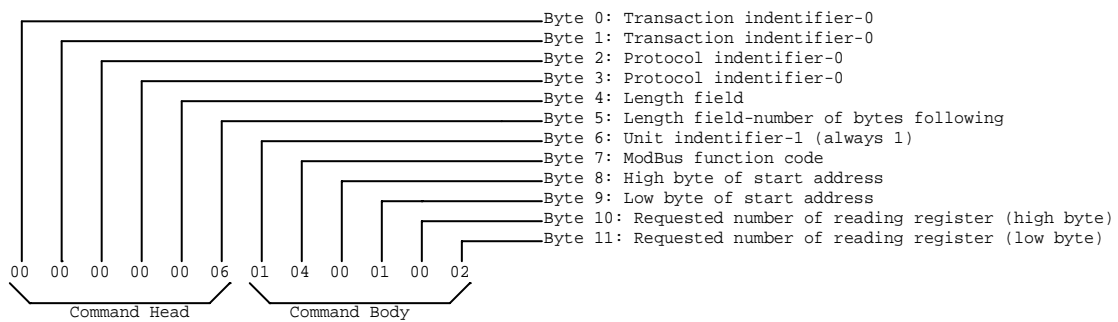 Byte 0: Transaction indentifier-0
Byte 1: Transaction indentifier-0
Byte 2: Protocol indentifier-0
Byte 3: Protocol indentifier-0
Byte 4: Length field
Byte 5: Length field-number of bytes following
Byte 6: Unit indentifier-1 (always 1)
Byte 7: ModBus function code
Byte 8: High byte of start address
Byte 9: Low byte of start address
Byte 10: Requested number of reading register (high byte)
Byte 11: Requested number of reading register (low byte)
00 00 00 00 00 06 01 04 00 01 00 02
Command Head Command Body